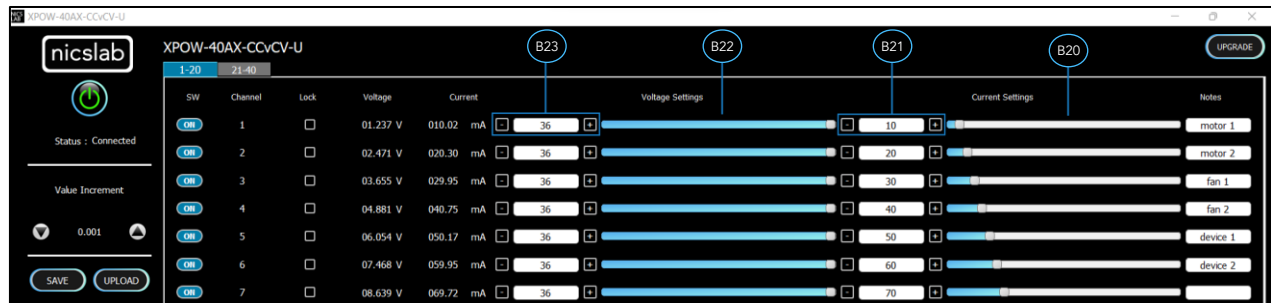 NICS LAB XPOW-40AX-CCvCV-U
nicslab
XPOW-40AX-CCvCV-U
B23 B22 B21 B20
UPGRADE
1-20 21-40
SW Channel Lock Voltage Current Voltage Settings Current Settings Notes
ON 1 01.237 V 010.02 mA - 36 + - 10 + motor 1
Status : Connected
ON 2 02.471 V 020.30 mA - 36 + - 20 + motor 2
ON 3 03.655 V 029.95 mA - 36 + - 30 + fan 1
Value Increment
ON 4 04.881 V 040.75 mA - 36 + - 40 + fan 2
0.001
ON 5 06.054 V 050.17 mA - 36 + - 50 + device 1
ON 6 07.468 V 059.95 mA - 36 + - 60 + device 2
SAVE UPLOAD
ON 7 08.639 V 069.72 mA - 36 + - 70 +